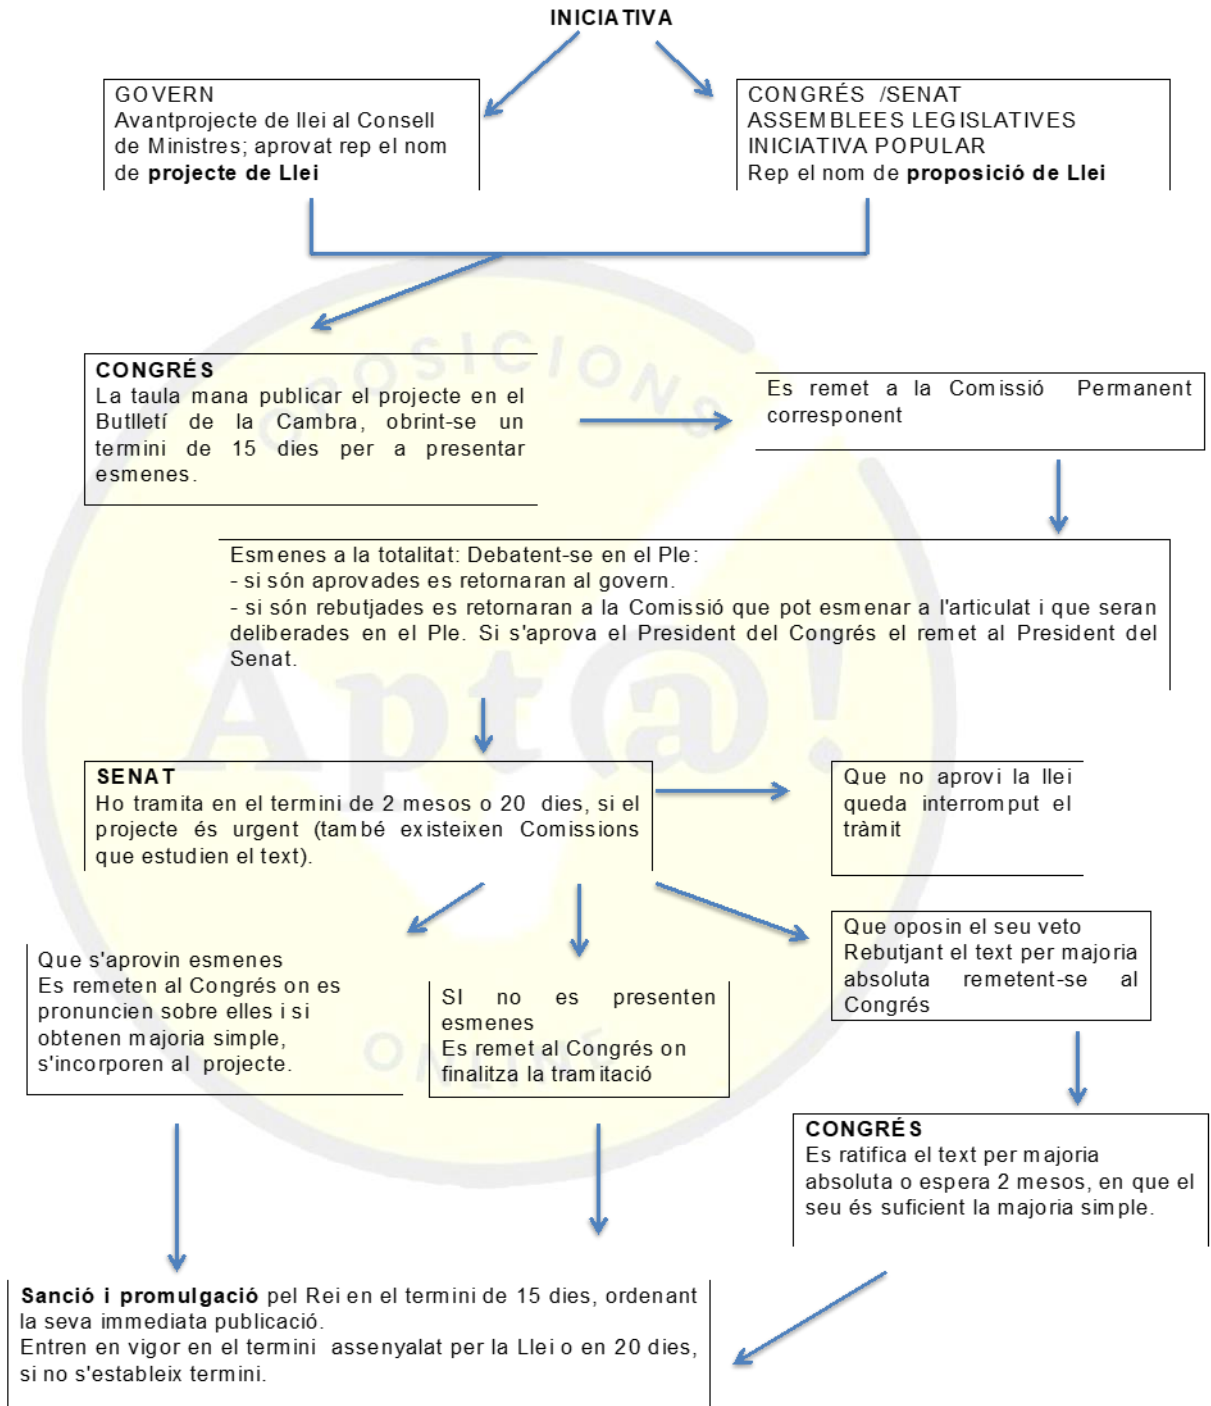 INICIATIVA
GOVERN
Avantprojecte de llei al Consell
de Ministres; aprovat rep el nom
de projecte de Llei
CONGRÉS /SENAT
ASSEMBLEES LEGISLATIVES
INICIATIVA POPULAR
Rep el nom de proposició de Llei
CONGRÉS
La taula mana publicar el projecte en el
Butlletí de la Cambra, obrint-se un
termini de 15 dies per a presentar
esmenes.
Es remet a la Comissió Permanent
corresponent
Esmenes a la totalitat: Debatent-se en el Ple:
- si són aprovades es retornaran al govern.
- si són rebutjades es retornaran a la Comissió que pot esmenar a l'articulat i que seran
deliberades en el Ple. Si s'aprova el President del Congrés el remet al President del
Senat.
SENAT
Ho tramita en el termini de 2 mesos o 20 dies, si el
projecte és urgent (també existeixen Comissions
que estudien el text).
Que no aprovi la llei
queda interromput el
tràmit
Que s'aprovin esmenes
Es remeten al Congrés on es
pronuncien sobre elles i si
obtenen majoria simple,
s'incorporen al projecte.
SI no es presenten
esmenes
Es remet al Congrés on
finalitza la tramitació
Que oposin el seu veto
Rebutjant el text per majoria
absoluta remetent-se al
Congrés
CONGRÉS
Es ratifica el text per majoria
absoluta o espera 2 mesos, en que el
seu és suficient la majoria simple.
Sanció i promulgació pel Rei en el termini de 15 dies, ordenant
la seva immediata publicació.
Entren en vigor en el termini assenyalat per la Llei o en 20 dies,
si no s'estableix termini.
OPOSICIONS
Apt@!
ONLINE